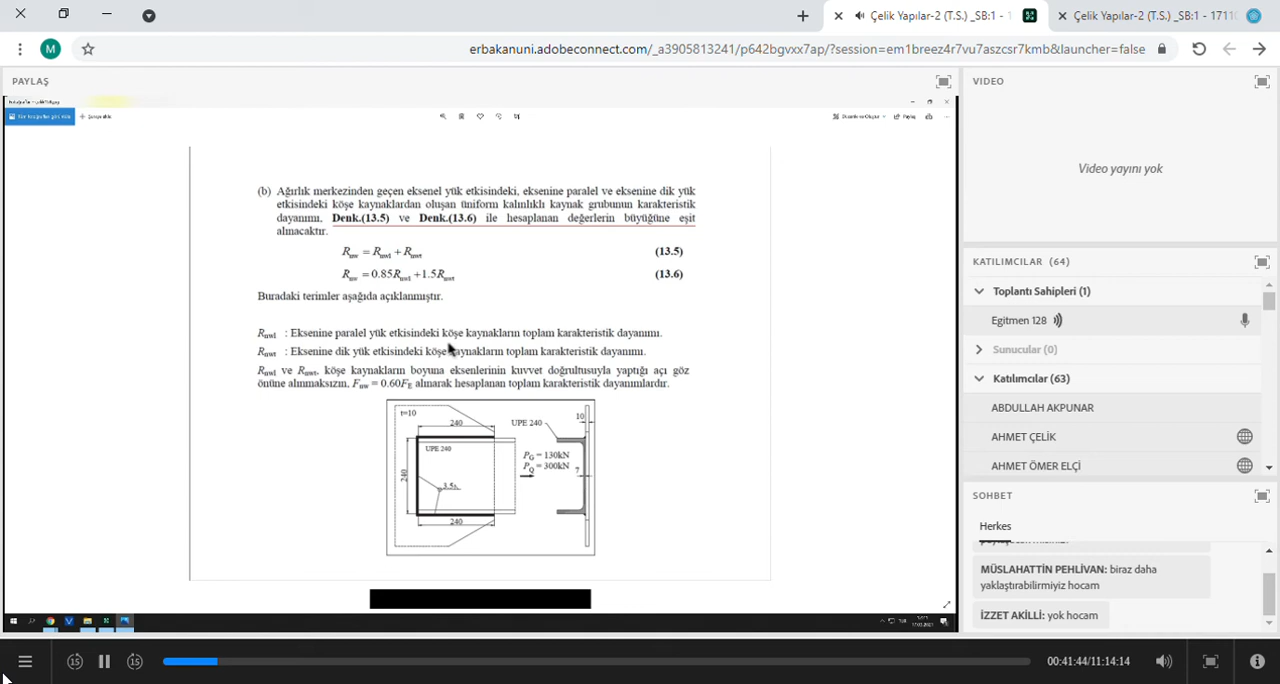 Çelik Yapılar-2 (T.S.) _SB:1 - 1
Çelik Yapılar-2 (T.S.) _SB:1 - 1711
M
erbakanuni.adobeconnect.com/_a3905813241/p642bgvxx7ap/?session=em1breez4r7vu7aszcsr7kmb&launcher=false
PAYLAŞ
(b) Ağırlık merkezinden geçen eksenel yük etkisindeki, eksenine paralel ve eksenine dik yük
etkisindeki köşe kaynaklardan oluşan üniform kalınlıklı kaynak grubunun karakteristik
dayanımı, Denk.(13.5) ve Denk.(13.6) ile hesaplanan değerlerin büyüğüne eşit
alınacaktır.
Rnw = Rnwl + Rnwt (13.5)
Rnw = 0.85Rnwl + 1.5Rnwt (13.6)
Buradaki terimler aşağıda açıklanmıştır.
Rnwl : Eksenine paralel yük etkisindeki köşe kaynakların toplam karakteristik dayanımı.
Rnwt : Eksenine dik yük etkisindeki köşe kaynakların toplam karakteristik dayanımı.
Rnwl ve Rnwt, köşe kaynakların boyuna eksenlerinin kuvvet doğrultusuyla yaptığı açı göz
önüne alınmaksızın, Fnw = 0.60FE alınarak hesaplanan toplam karakteristik dayanımlardır.
t=10
240
UPE 240
240
3.5
240
UPE 240
10
PG = 130kN
PQ = 300kN
7
VIDEO
Video yayını yok
KATILIMCILAR (64)
Toplantı Sahipleri (1)
Egitmen 128
Sunucular (0)
Katılımcılar (63)
ABDULLAH AKPUNAR
AHMET ÇELİK
AHMET ÖMER ELÇİ
SOHBET
Herkes
MÜSLAHATTİN PEHLİVAN: biraz daha
yaklaştırabilirmiyiz hocam
İZZET AKİLLİ: yok hocam
15
15
00:41:44/11:14:14